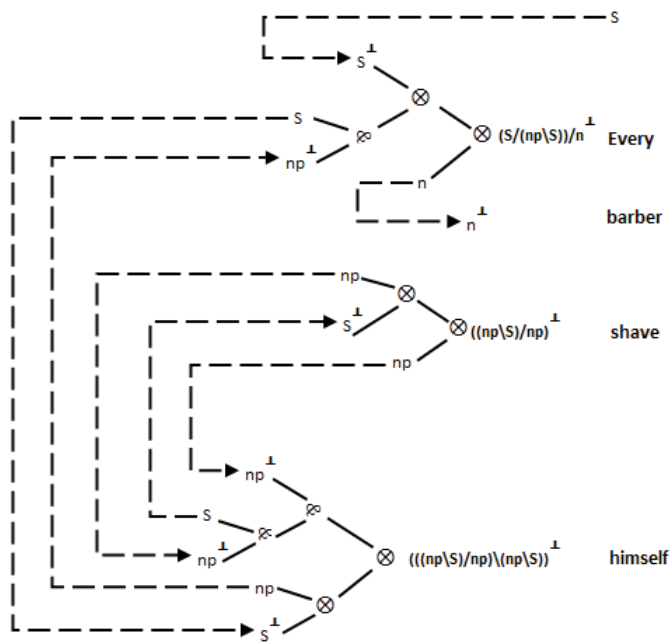 S
S⊥
⊗
S
⅋
⊗ (S/(np\S))/n⊥ Every
np⊥
n
n⊥ barber
np
⊗
S⊥
⊗ ((np\S)/np)⊥ shave
np
np⊥
⅋
S
⅋
np⊥
⊗ (((np\S)/np)\(np\S))⊥ himself
np
⊗
S⊥